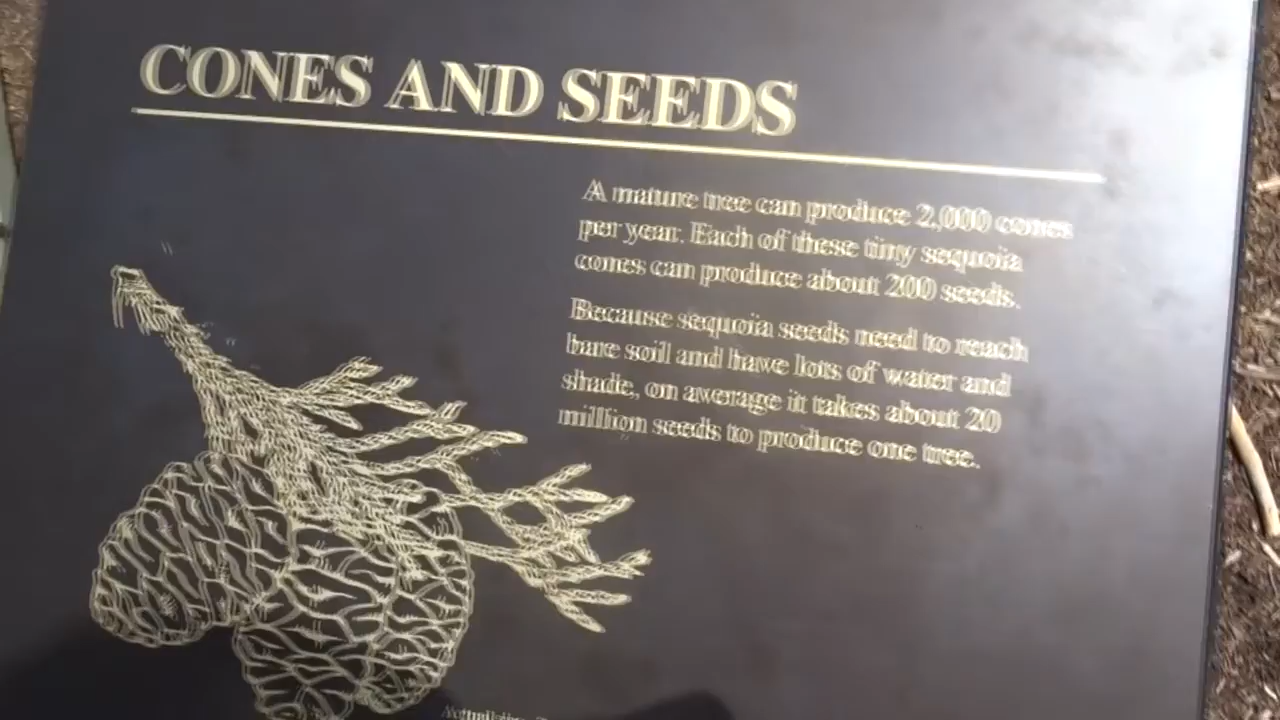 CONES AND SEEDS
A mature tree can produce 2,000 cones
per year. Each of these tiny sequoia
cones can produce about 200 seeds.
Because sequoia seeds need to reach
bare soil and have lots of water and
shade, on average it takes about 20
million seeds to produce one tree.